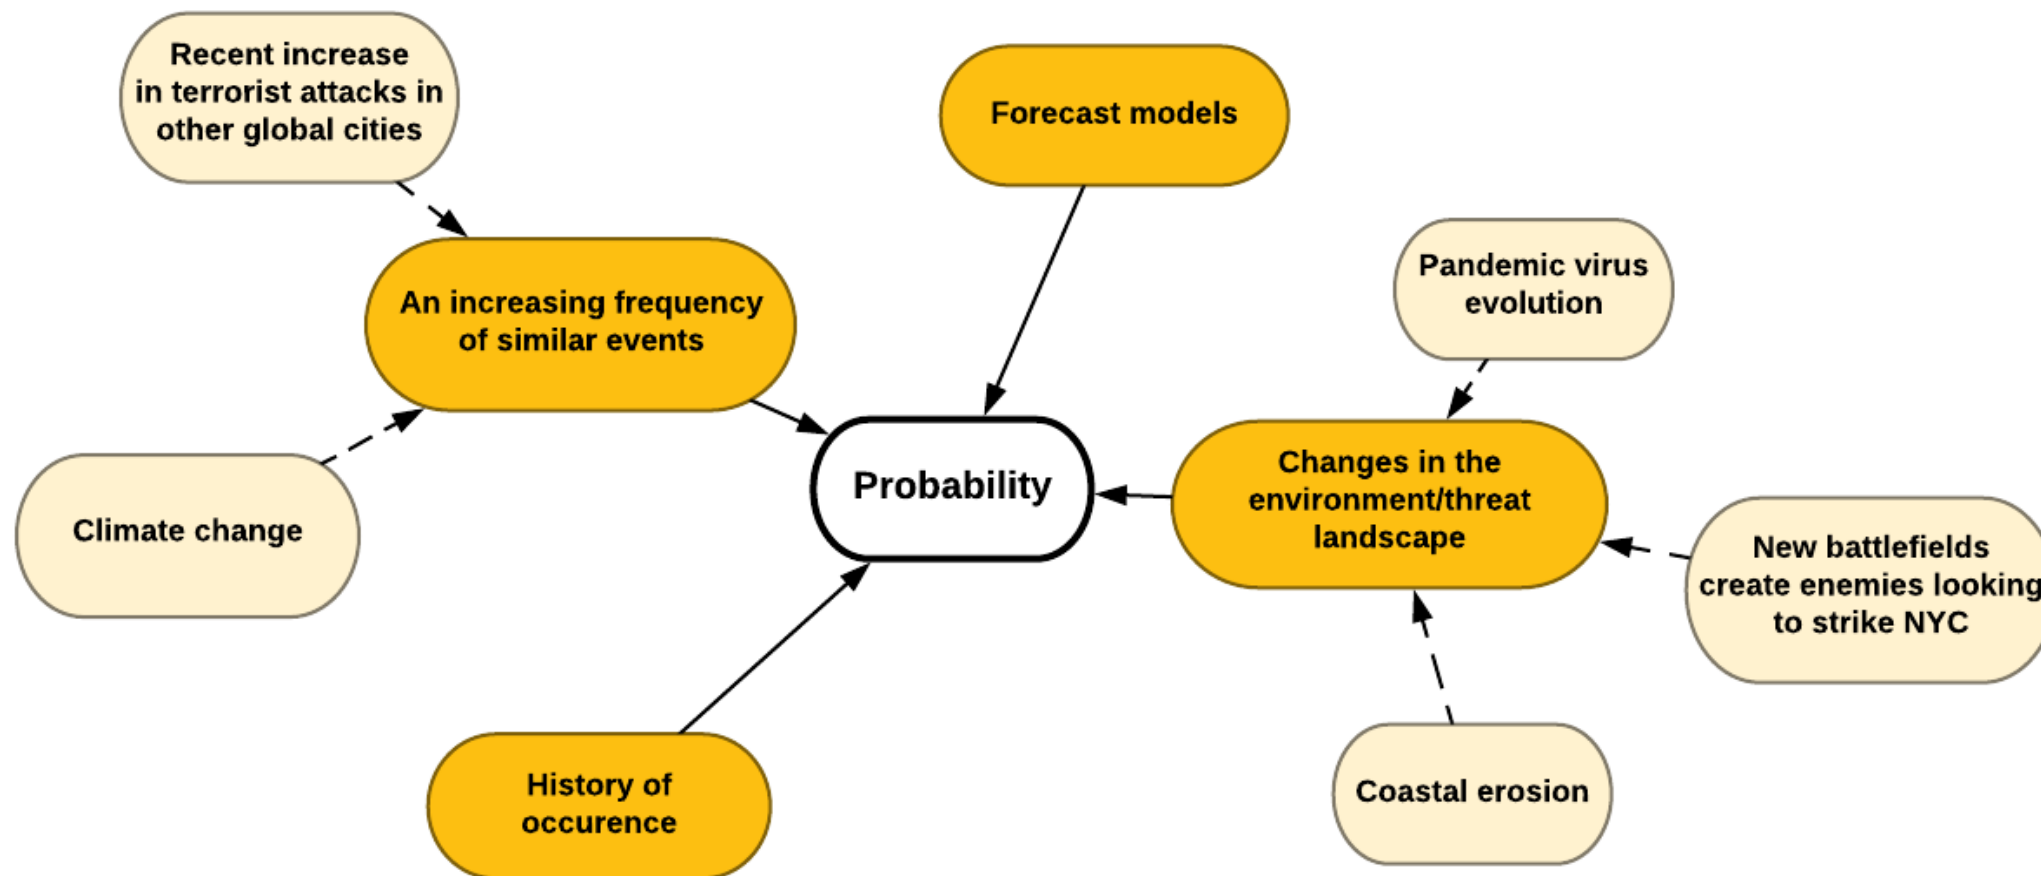 Recent increase
in terrorist attacks in
other global cities
Forecast models
An increasing frequency
of similar events
Pandemic virus
evolution
Climate change
Probability
Changes in the
environment/threat
landscape
New battlefields
create enemies looking
to strike NYC
History of
occurence
Coastal erosion